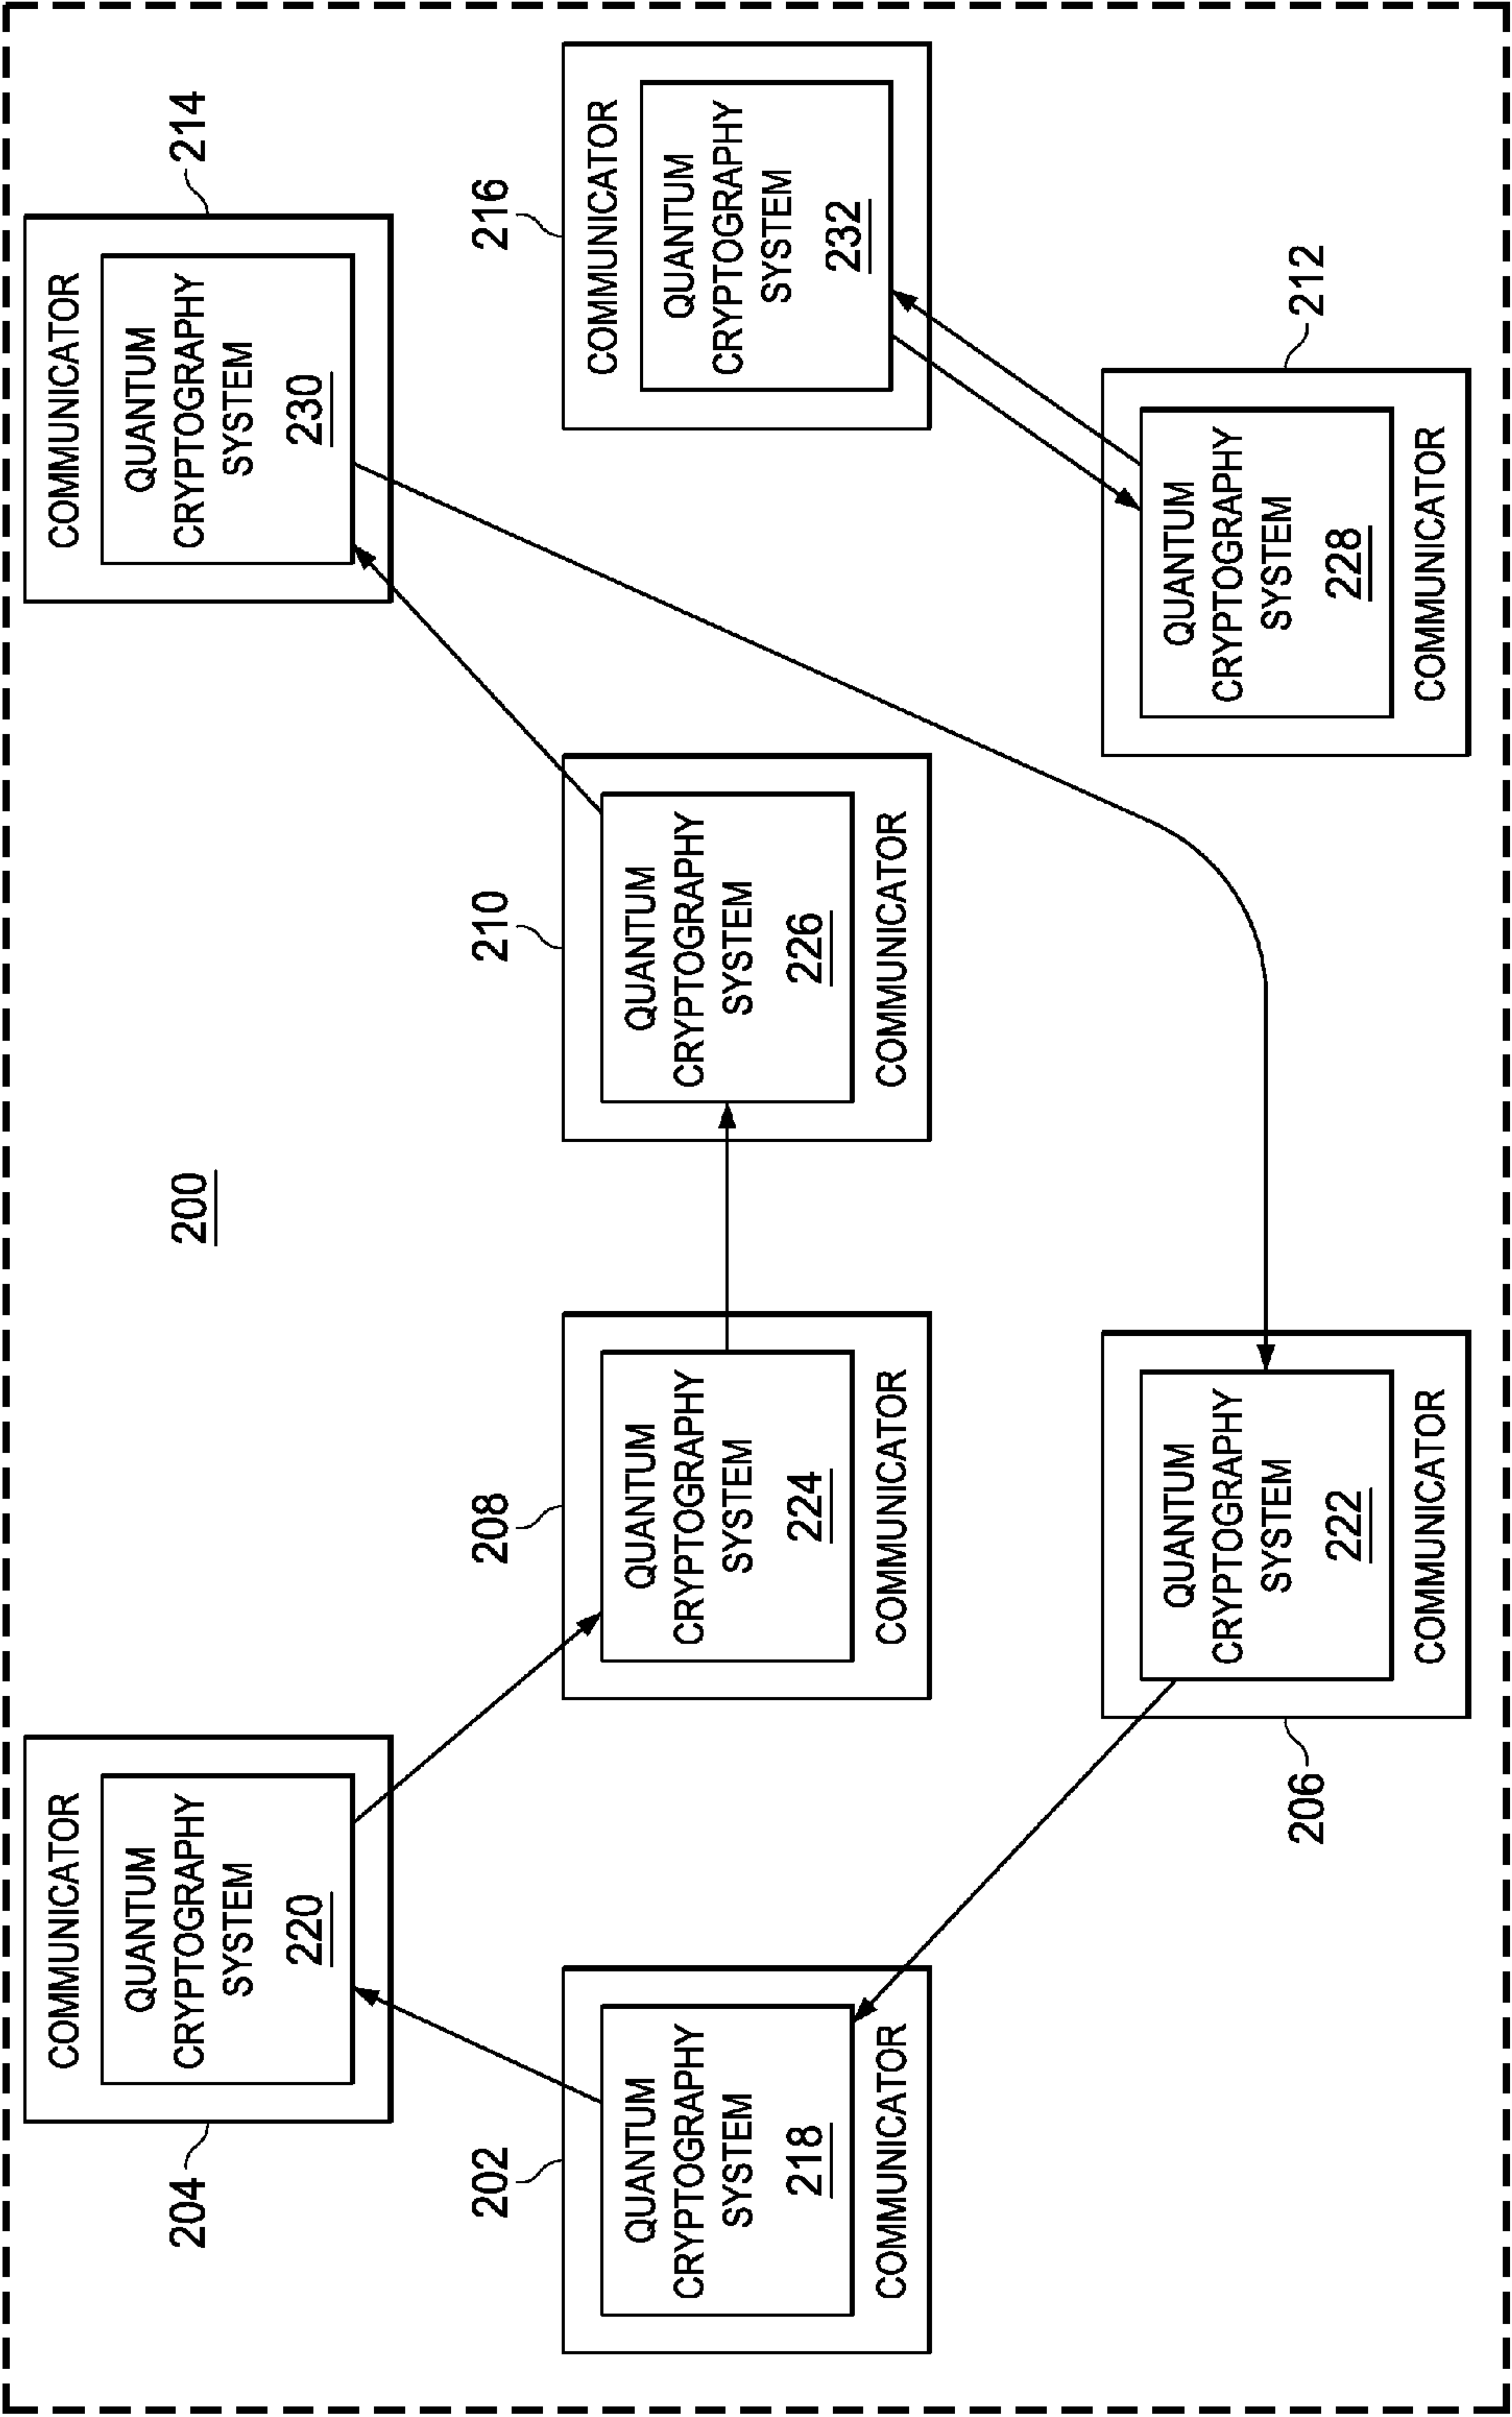 200
204
COMMUNICATOR
QUANTUM
CRYPTOGRAPHY
SYSTEM
220
COMMUNICATOR
QUANTUM
CRYPTOGRAPHY
SYSTEM
230
214
202
QUANTUM
CRYPTOGRAPHY
SYSTEM
218
COMMUNICATOR
208
QUANTUM
CRYPTOGRAPHY
SYSTEM
224
COMMUNICATOR
210
QUANTUM
CRYPTOGRAPHY
SYSTEM
226
COMMUNICATOR
216
COMMUNICATOR
QUANTUM
CRYPTOGRAPHY
SYSTEM
232
206
QUANTUM
CRYPTOGRAPHY
SYSTEM
222
COMMUNICATOR
212
QUANTUM
CRYPTOGRAPHY
SYSTEM
228
COMMUNICATOR